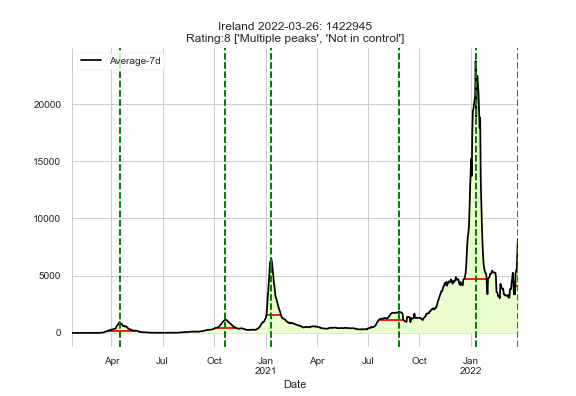 Ireland 2022-03-26: 1422945
Rating:8 ['Multiple peaks', 'Not in control']
Average-7d
20000
15000
10000
5000
0
Apr Jul Oct Jan Apr Jul Oct Jan
2021 2022
Date